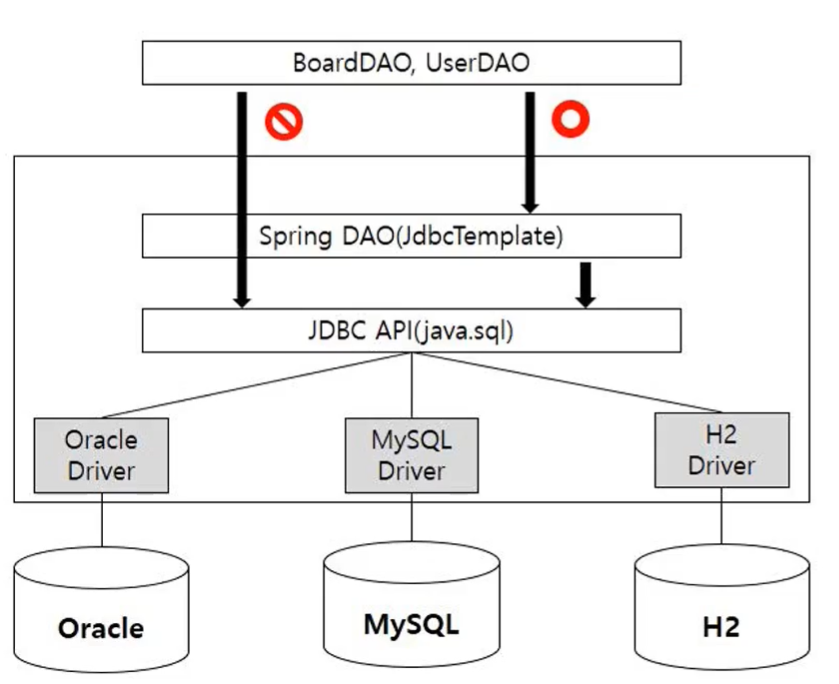 BoardDAO, UserDAO
Spring DAO(JdbcTemplate)
JDBC API(java.sql)
Oracle
Driver
MySQL
Driver
H2
Driver
Oracle
MySQL
H2